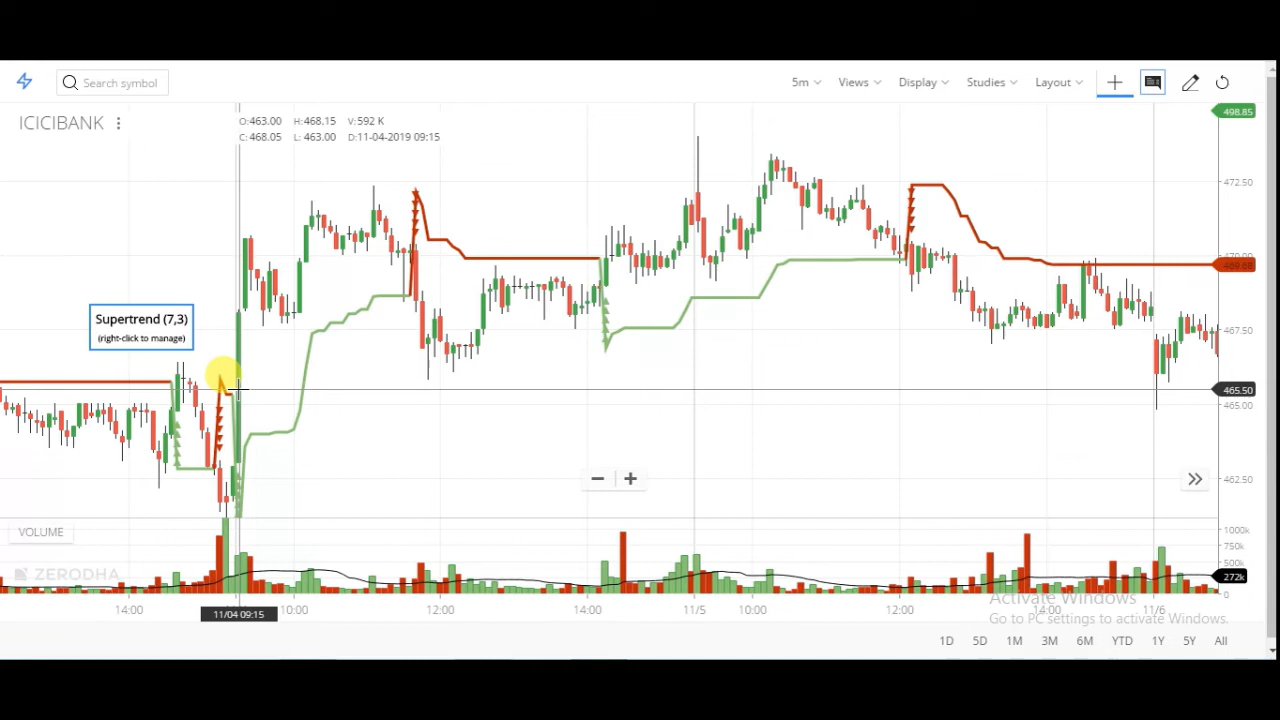 Search symbol
5m Views Display Studies Layout
ICICIBANK
O:463.00 H:468.15 V:592 K
C:468.05 L: 463.00 D:11-04-2019 09:15
498.85
472.50
470.00
469.68
467.50
465.50
465.00
462.50
Supertrend (7,3)
(right-click to manage)
VOLUME
1000k
750k
500k
272k
0
ZERODHA
14:00 10:00 12:00 14:00 11/5 10:00 12:00 14:00 11/6
11/04 09:15
Activate Windows
Go to PC settings to activate Windows.
1D 5D 1M 3M 6M YTD 1Y 5Y All